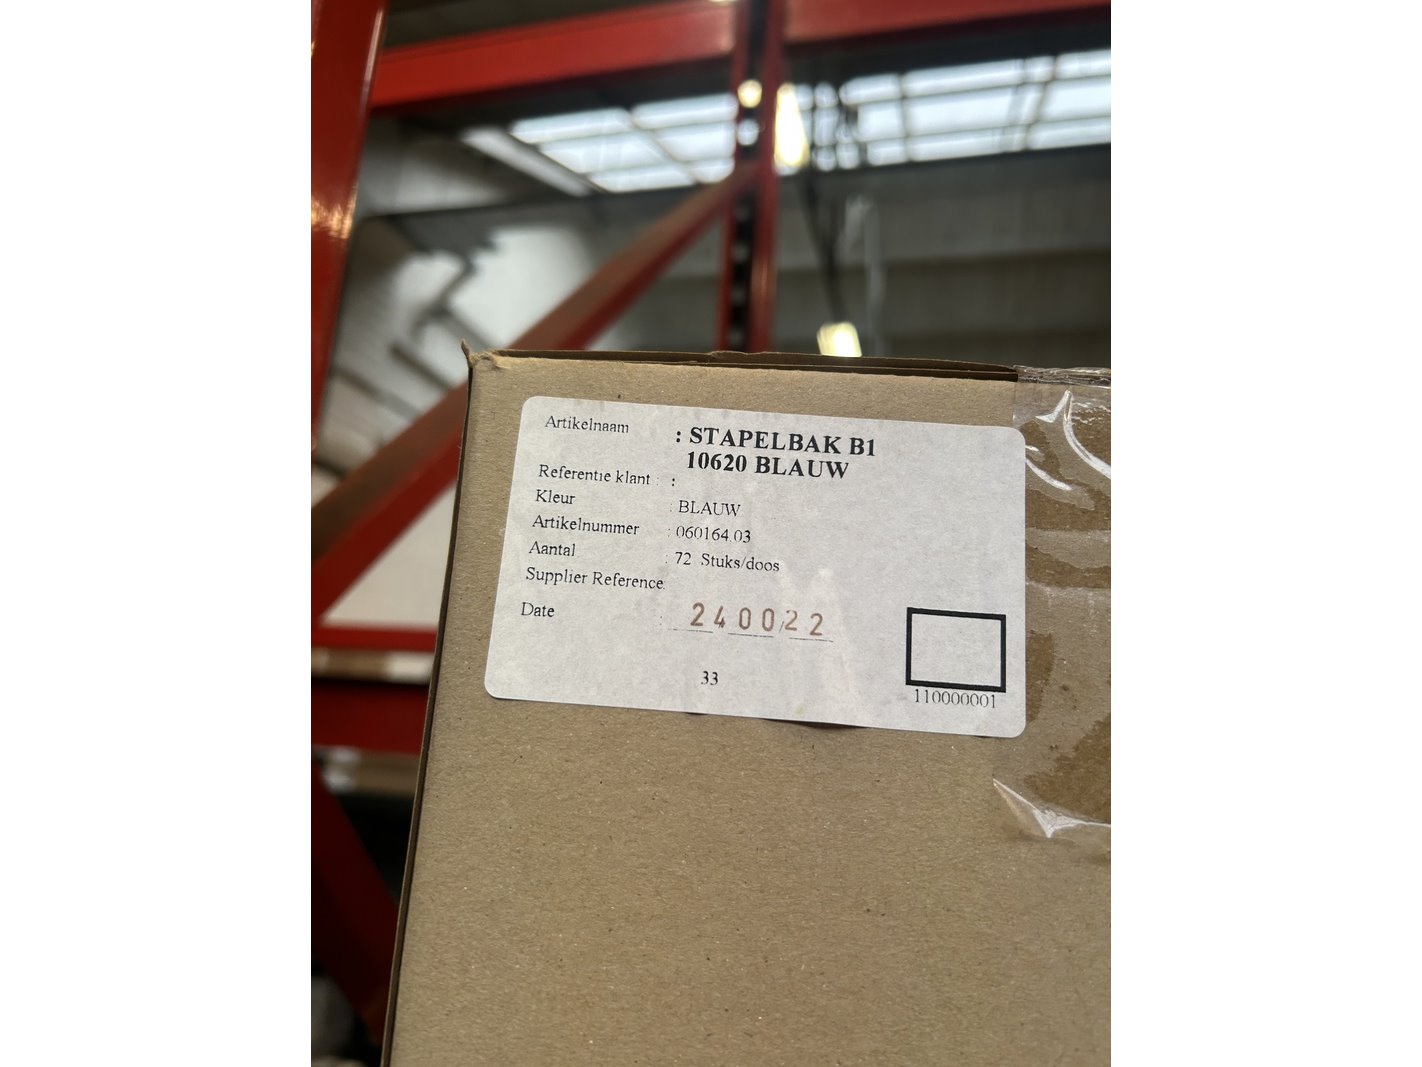 Artikelnaam : STAPELBAK B1
10620 BLAUW
Referentie klant : :
Kleur : BLAUW
Artikelnummer : 060164.03
Aantal : 72 Stuks/doos
Supplier Reference:
Date : 240022
33
110000001